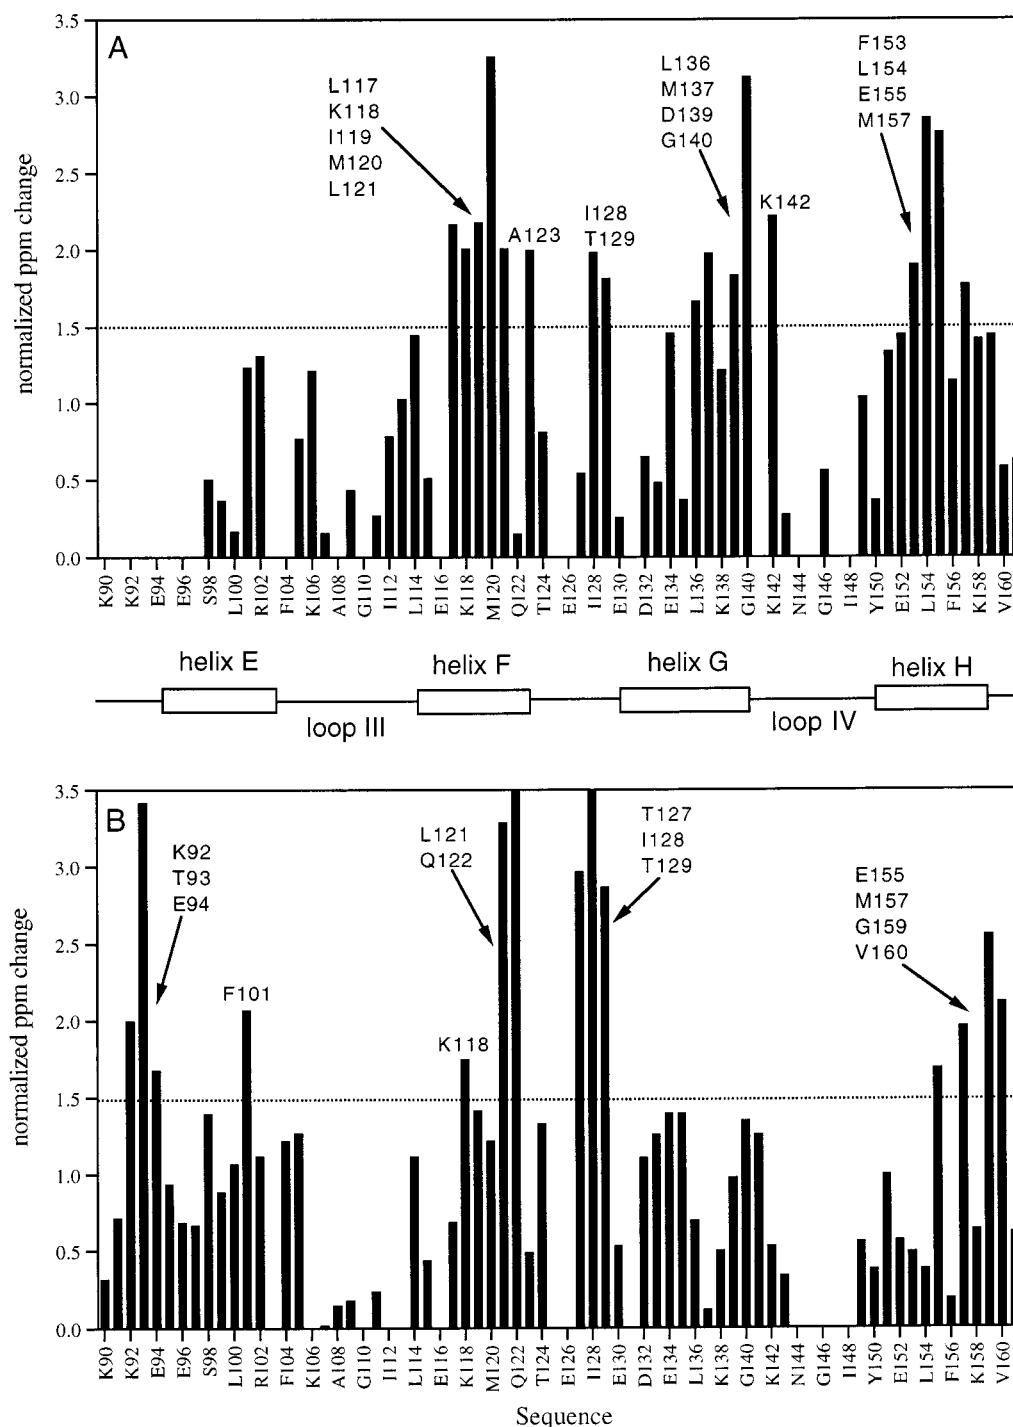 A
normalized ppm change
3.5
3.0
2.5
2.0
1.5
1.0
0.5
0.0
L117
K118
I119
M120
L121
A123
I128
T129
L136
M137
D139
G140
K142
F153
L154
E155
M157
K90
K92
E94
E96
S98
L100
R102
F104
K106
A108
G110
I112
L114
E116
K118
M120
Q122
T124
E126
I128
E130
D132
E134
L136
K138
G140
K142
N144
G146
I148
Y150
E152
L154
F156
K158
V160
helix E
helix F
helix G
helix H
loop III
loop IV
B
normalized ppm change
3.5
3.0
2.5
2.0
1.5
1.0
0.5
0.0
K92
T93
E94
F101
K118
L121
Q122
T127
I128
T129
E155
M157
G159
V160
K90
K92
E94
E96
S98
L100
R102
F104
K106
A108
G110
I112
L114
E116
K118
M120
Q122
T124
E126
I128
E130
D132
E134
L136
K138
G140
K142
N144
G146
I148
Y150
E152
L154
F156
K158
V160
Sequence